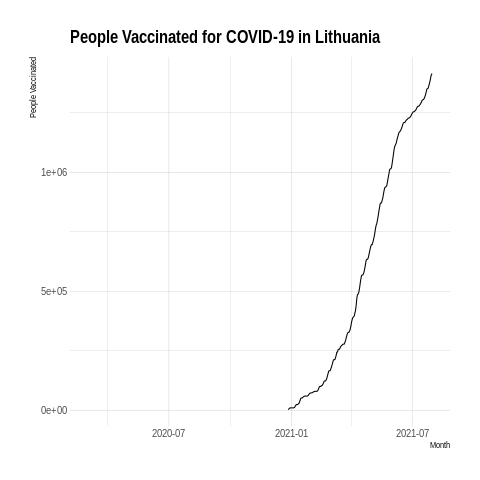 People Vaccinated for COVID-19 in Lithuania
People Vaccinated
1e+06
5e+05
0e+00
2020-07
2021-01
2021-07
Month